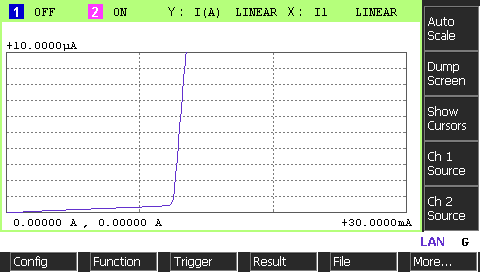 1 OFF 2 ON Y: I(A) LINEAR X: I1 LINEAR
Auto Scale
+10.0000µA
Dump Screen
Show Cursors
Ch 1 Source
Ch 2 Source
0.00000 A , 0.00000 A +30.0000mA
LAN G
Config Function Trigger Result File More...